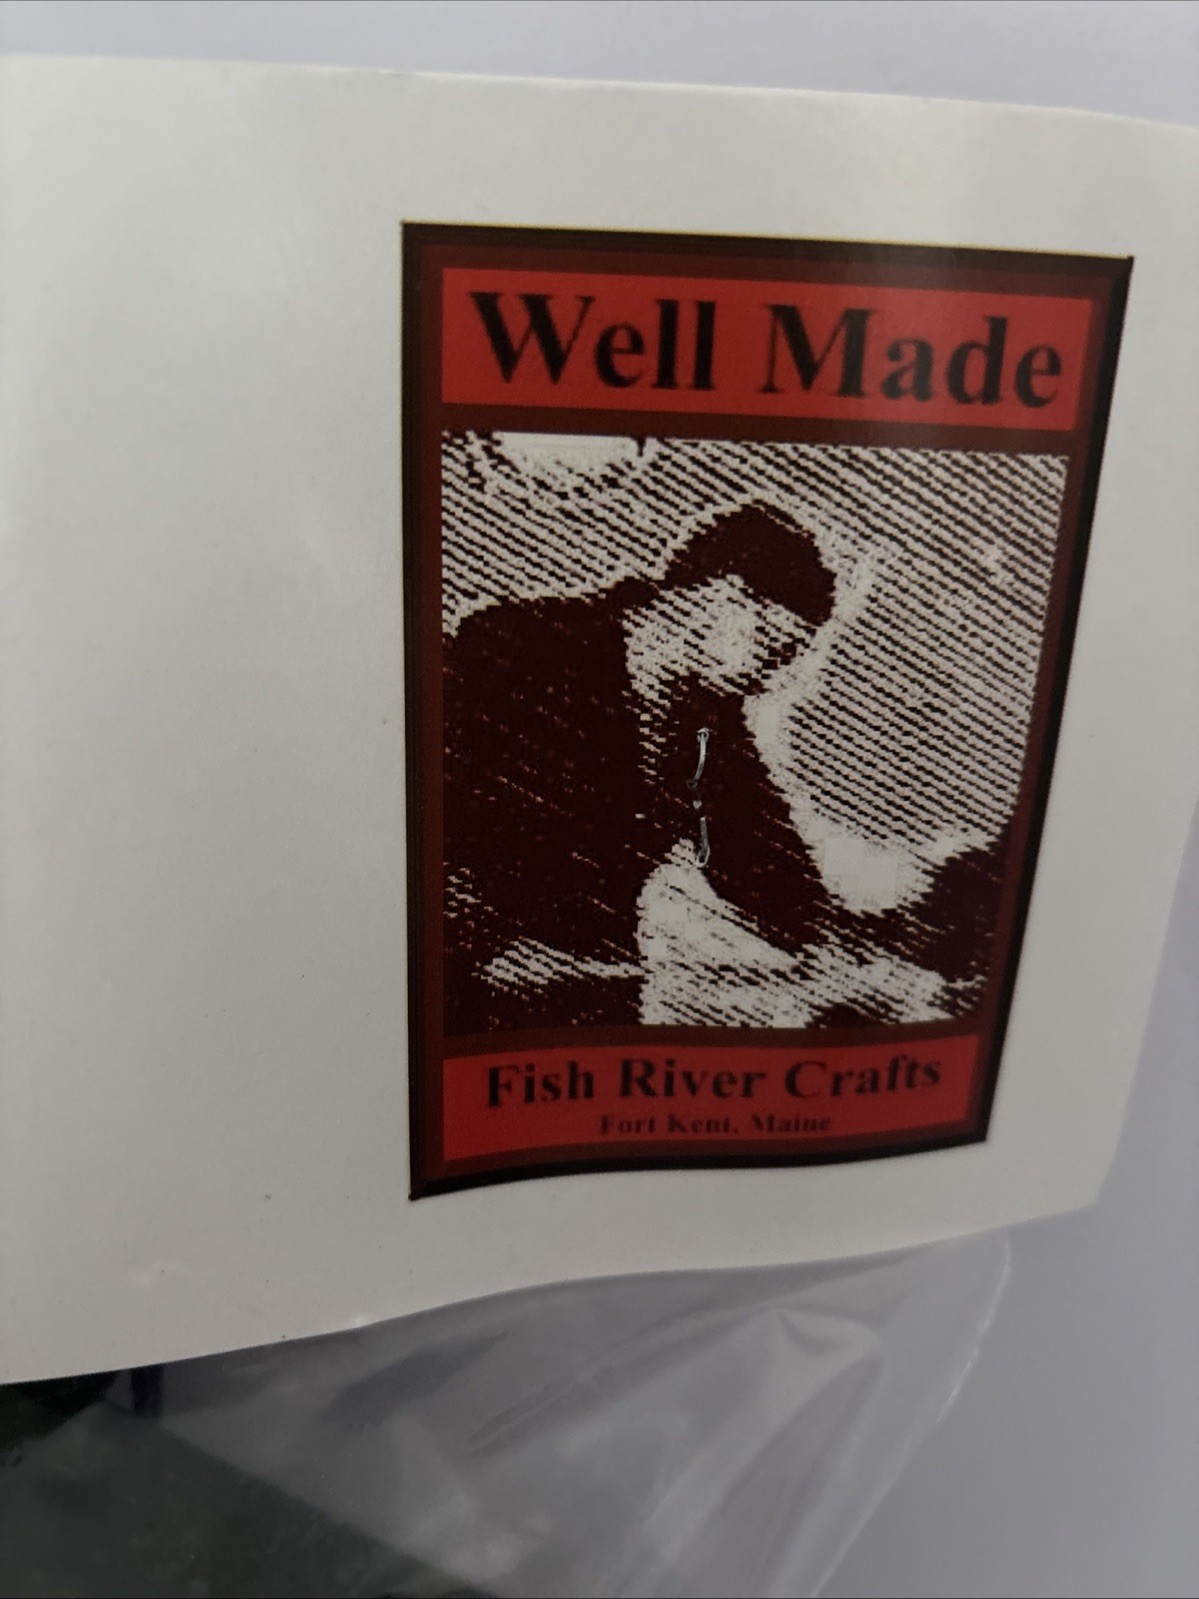 Well Made
Fish River Crafts
Fort Kent, Maine